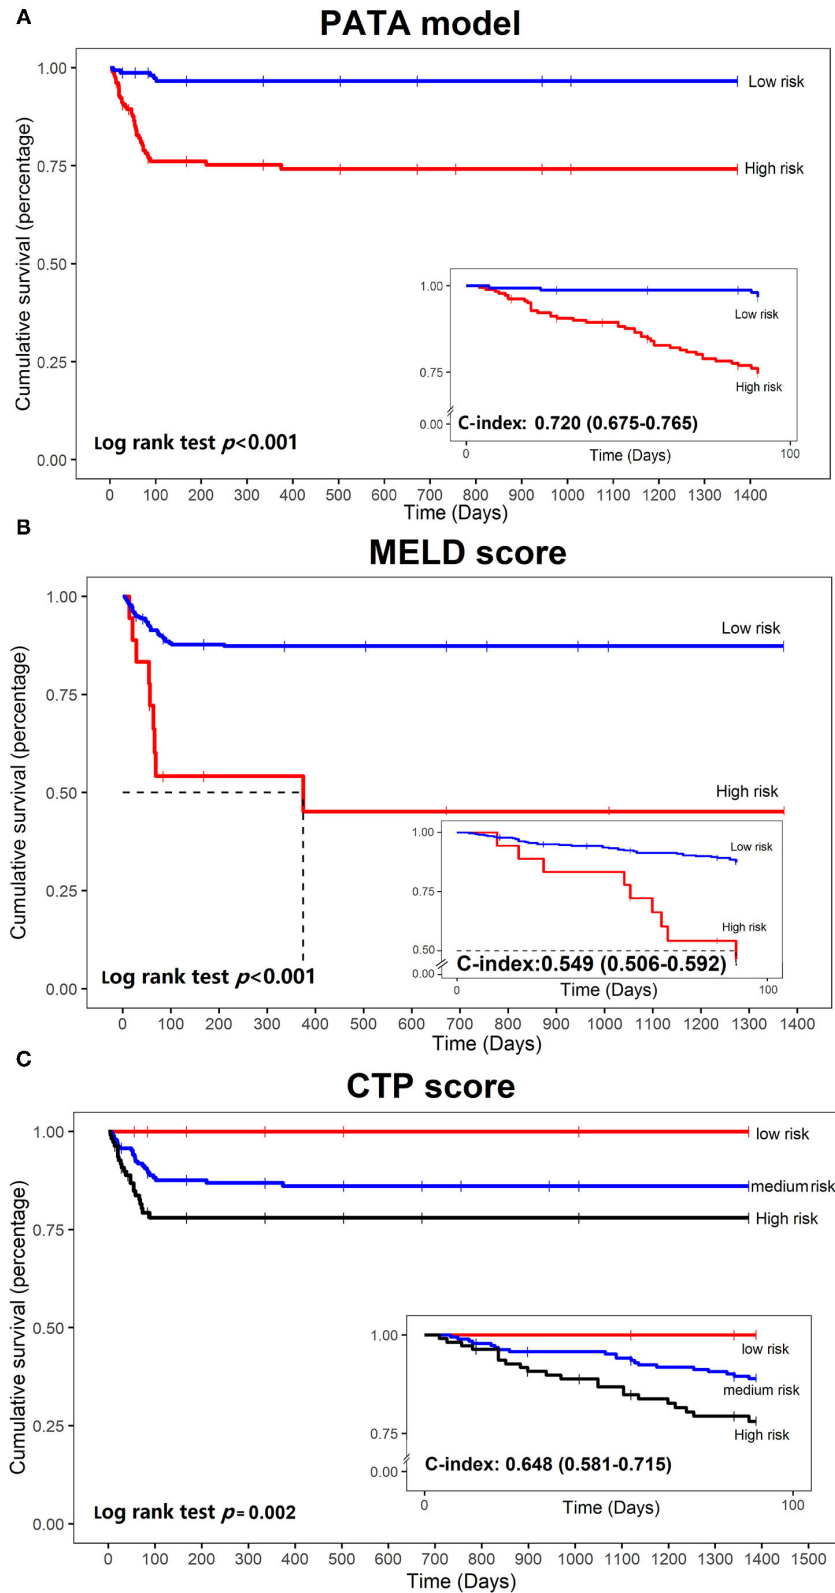 A
PATA model
Cumulative survival (percentage)
1.00
0.75
0.50
0.25
0.00
Low risk
High risk
1.00
0.75
0.00
Low risk
High risk
C-index: 0.720 (0.675-0.765)
0 100
Time (Days)
Log rank test p<0.001
0 100 200 300 400 500 600 700 800 900 1000 1100 1200 1300 1400
Time (Days)
B
MELD score
Cumulative survival (percentage)
1.00
0.75
0.50
0.25
0.00
Low risk
High risk
1.00
0.75
0.50
0.00
Low risk
High risk
C-index:0.549 (0.506-0.592)
0 100
Time (Days)
Log rank test p<0.001
0 100 200 300 400 500 600 700 800 900 1000 1100 1200 1300 1400
Time (Days)
C
CTP score
Cumulative survival (percentage)
1.00
0.75
0.50
0.25
0.00
low risk
medium risk
High risk
1.00
0.75
0.00
low risk
medium risk
High risk
C-index: 0.648 (0.581-0.715)
0 100
Time (Days)
Log rank test p=0.002
0 100 200 300 400 500 600 700 800 900 1000 1100 1200 1300 1400 1500
Time (Days)